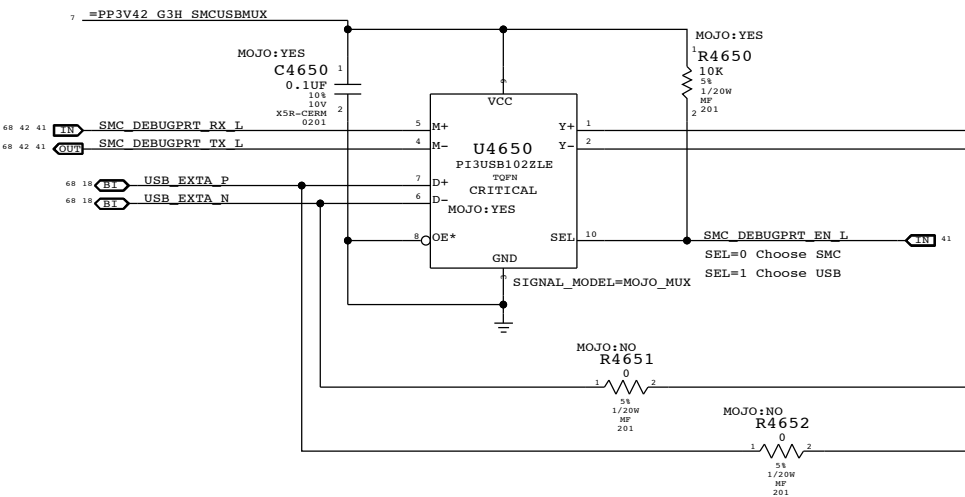 7 =PP3V42_G3H_SMCUSBMUX
MOJO:YES
C4650 1
0.1UF
10%
10V
X5R-CERM 2
0201
MOJO:YES
1 R4650
10K
5%
1/20W
MF
2 201
9
VCC
68 42 41 IN SMC_DEBUGPRT_RX_L 5 M+ Y+ 1
68 42 41 OUT SMC_DEBUGPRT_TX_L 4 M- Y- 2
U4650
PI3USB102ZLE
TQFN
CRITICAL
68 18 BI USB_EXTA_P 7 D+
68 18 BI USB_EXTA_N 6 D-
MOJO:YES
8 OE* SEL 10 SMC_DEBUGPRT_EN_L IN 41
SEL=0 Choose SMC
SEL=1 Choose USB
GND
3
SIGNAL_MODEL=MOJO_MUX
MOJO:NO
R4651
0
1 2
5%
1/20W
MF
201
MOJO:NO
R4652
0
1 2
5%
1/20W
MF
201